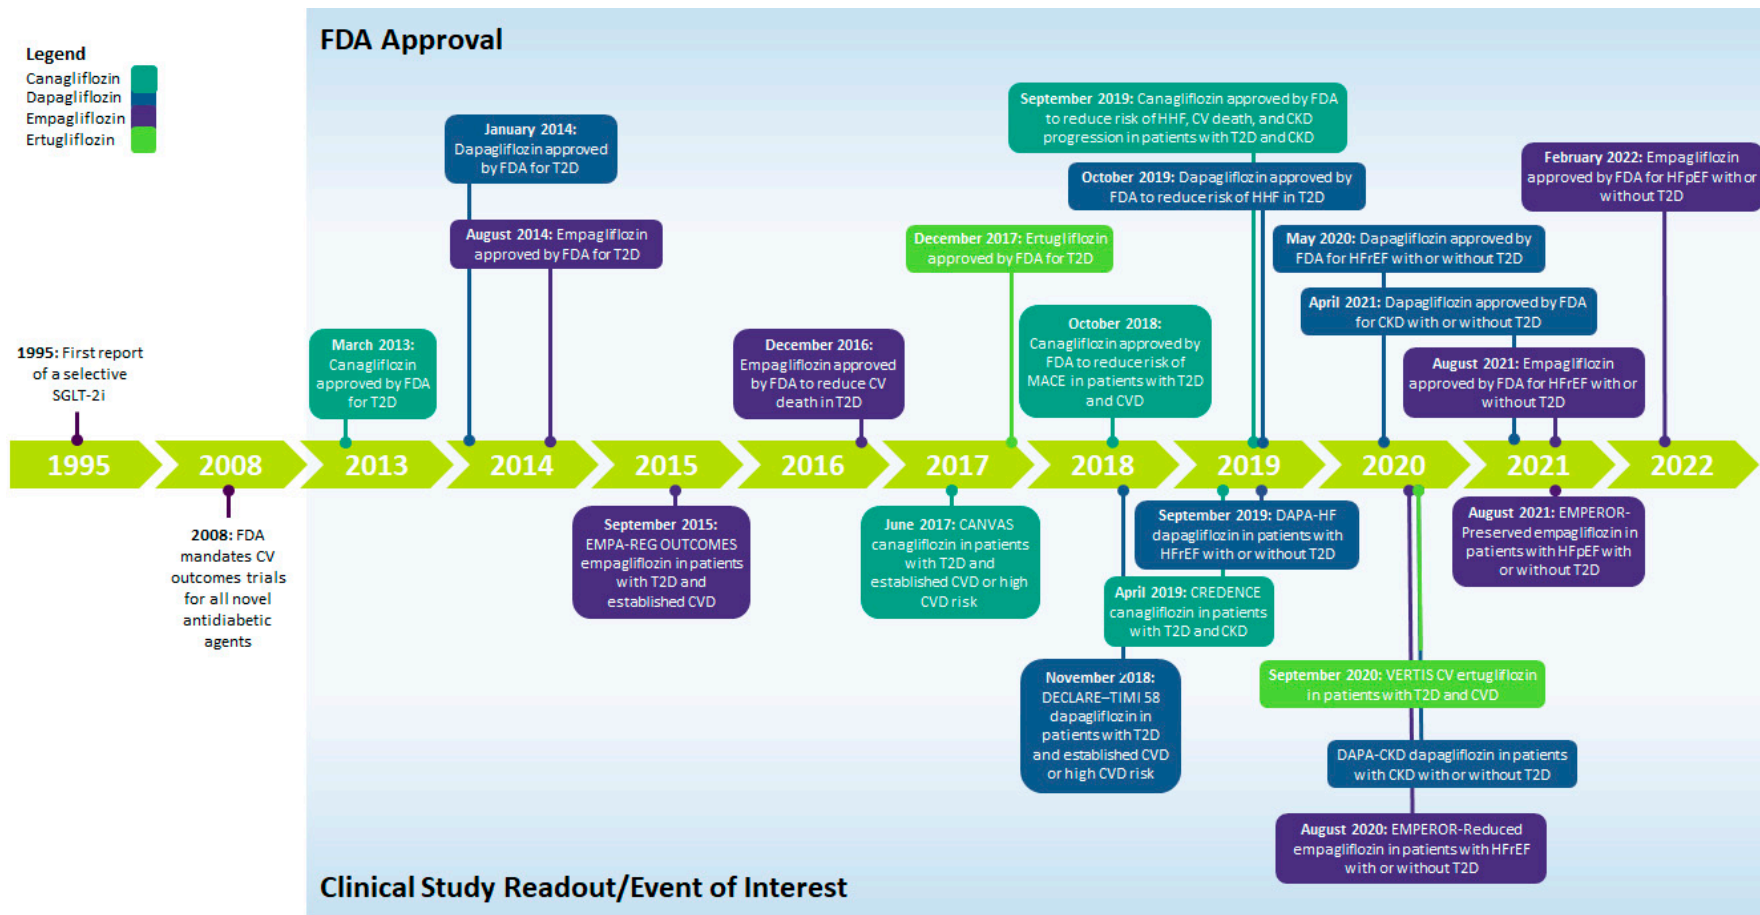 FDA Approval
Legend
Canagliflozin
Dapagliflozin
Empagliflozin
Ertugliflozin
January 2014:
Dapagliflozin approved
by FDA for T2D
August 2014: Empagliflozin
approved by FDA for T2D
September 2019: Canagliflozin approved by FDA
to reduce risk of HHF, CV death, and CKD
progression in patients with T2D and CKD
October 2019: Dapagliflozin approved by
FDA to reduce risk of HHF in T2D
February 2022: Empagliflozin
approved by FDA for HFpEF with or
without T2D
December 2017: Ertugliflozin
approved by FDA for T2D
May 2020: Dapagliflozin approved by
FDA for HFrEF with or without T2D
April 2021: Dapagliflozin approved by FDA
for CKD with or without T2D
1995: First report
of a selective
SGLT-2i
March 2013:
Canagliflozin
approved by FDA
for T2D
December 2016:
Empagliflozin approved
by FDA to reduce CV
death in T2D
October 2018:
Canagliflozin approved by
FDA to reduce risk of
MACE in patients with T2D
and CVD
August 2021: Empagliflozin
approved by FDA for HFrEF with or
without T2D
1995
2008
2013
2014
2015
2016
2017
2018
2019
2020
2021
2022
2008: FDA
mandates CV
outcomes trials
for all novel
antidiabetic
agents
September 2015:
EMPA-REG OUTCOMES
empagliflozin in patients
with T2D and
established CVD
June 2017: CANVAS
canagliflozin in patients
with T2D and
established CVD or high
CVD risk
September 2019: DAPA-HF
dapagliflozin in patients with
HFrEF with or without T2D
April 2019: CREDENCE
canagliflozin in patients
with T2D and CKD
November 2018:
DECLARE–TIMI 58
dapagliflozin in
patients with T2D
and established CVD
or high CVD risk
August 2021: EMPEROR-
Preserved empagliflozin in
patients with HFpEF with
or without T2D
September 2020: VERTIS CV ertugliflozin
in patients with T2D and CVD
DAPA-CKD dapagliflozin in patients
with CKD with or without T2D
August 2020: EMPEROR-Reduced
empagliflozin in patients with HFrEF
with or without T2D
Clinical Study Readout/Event of Interest